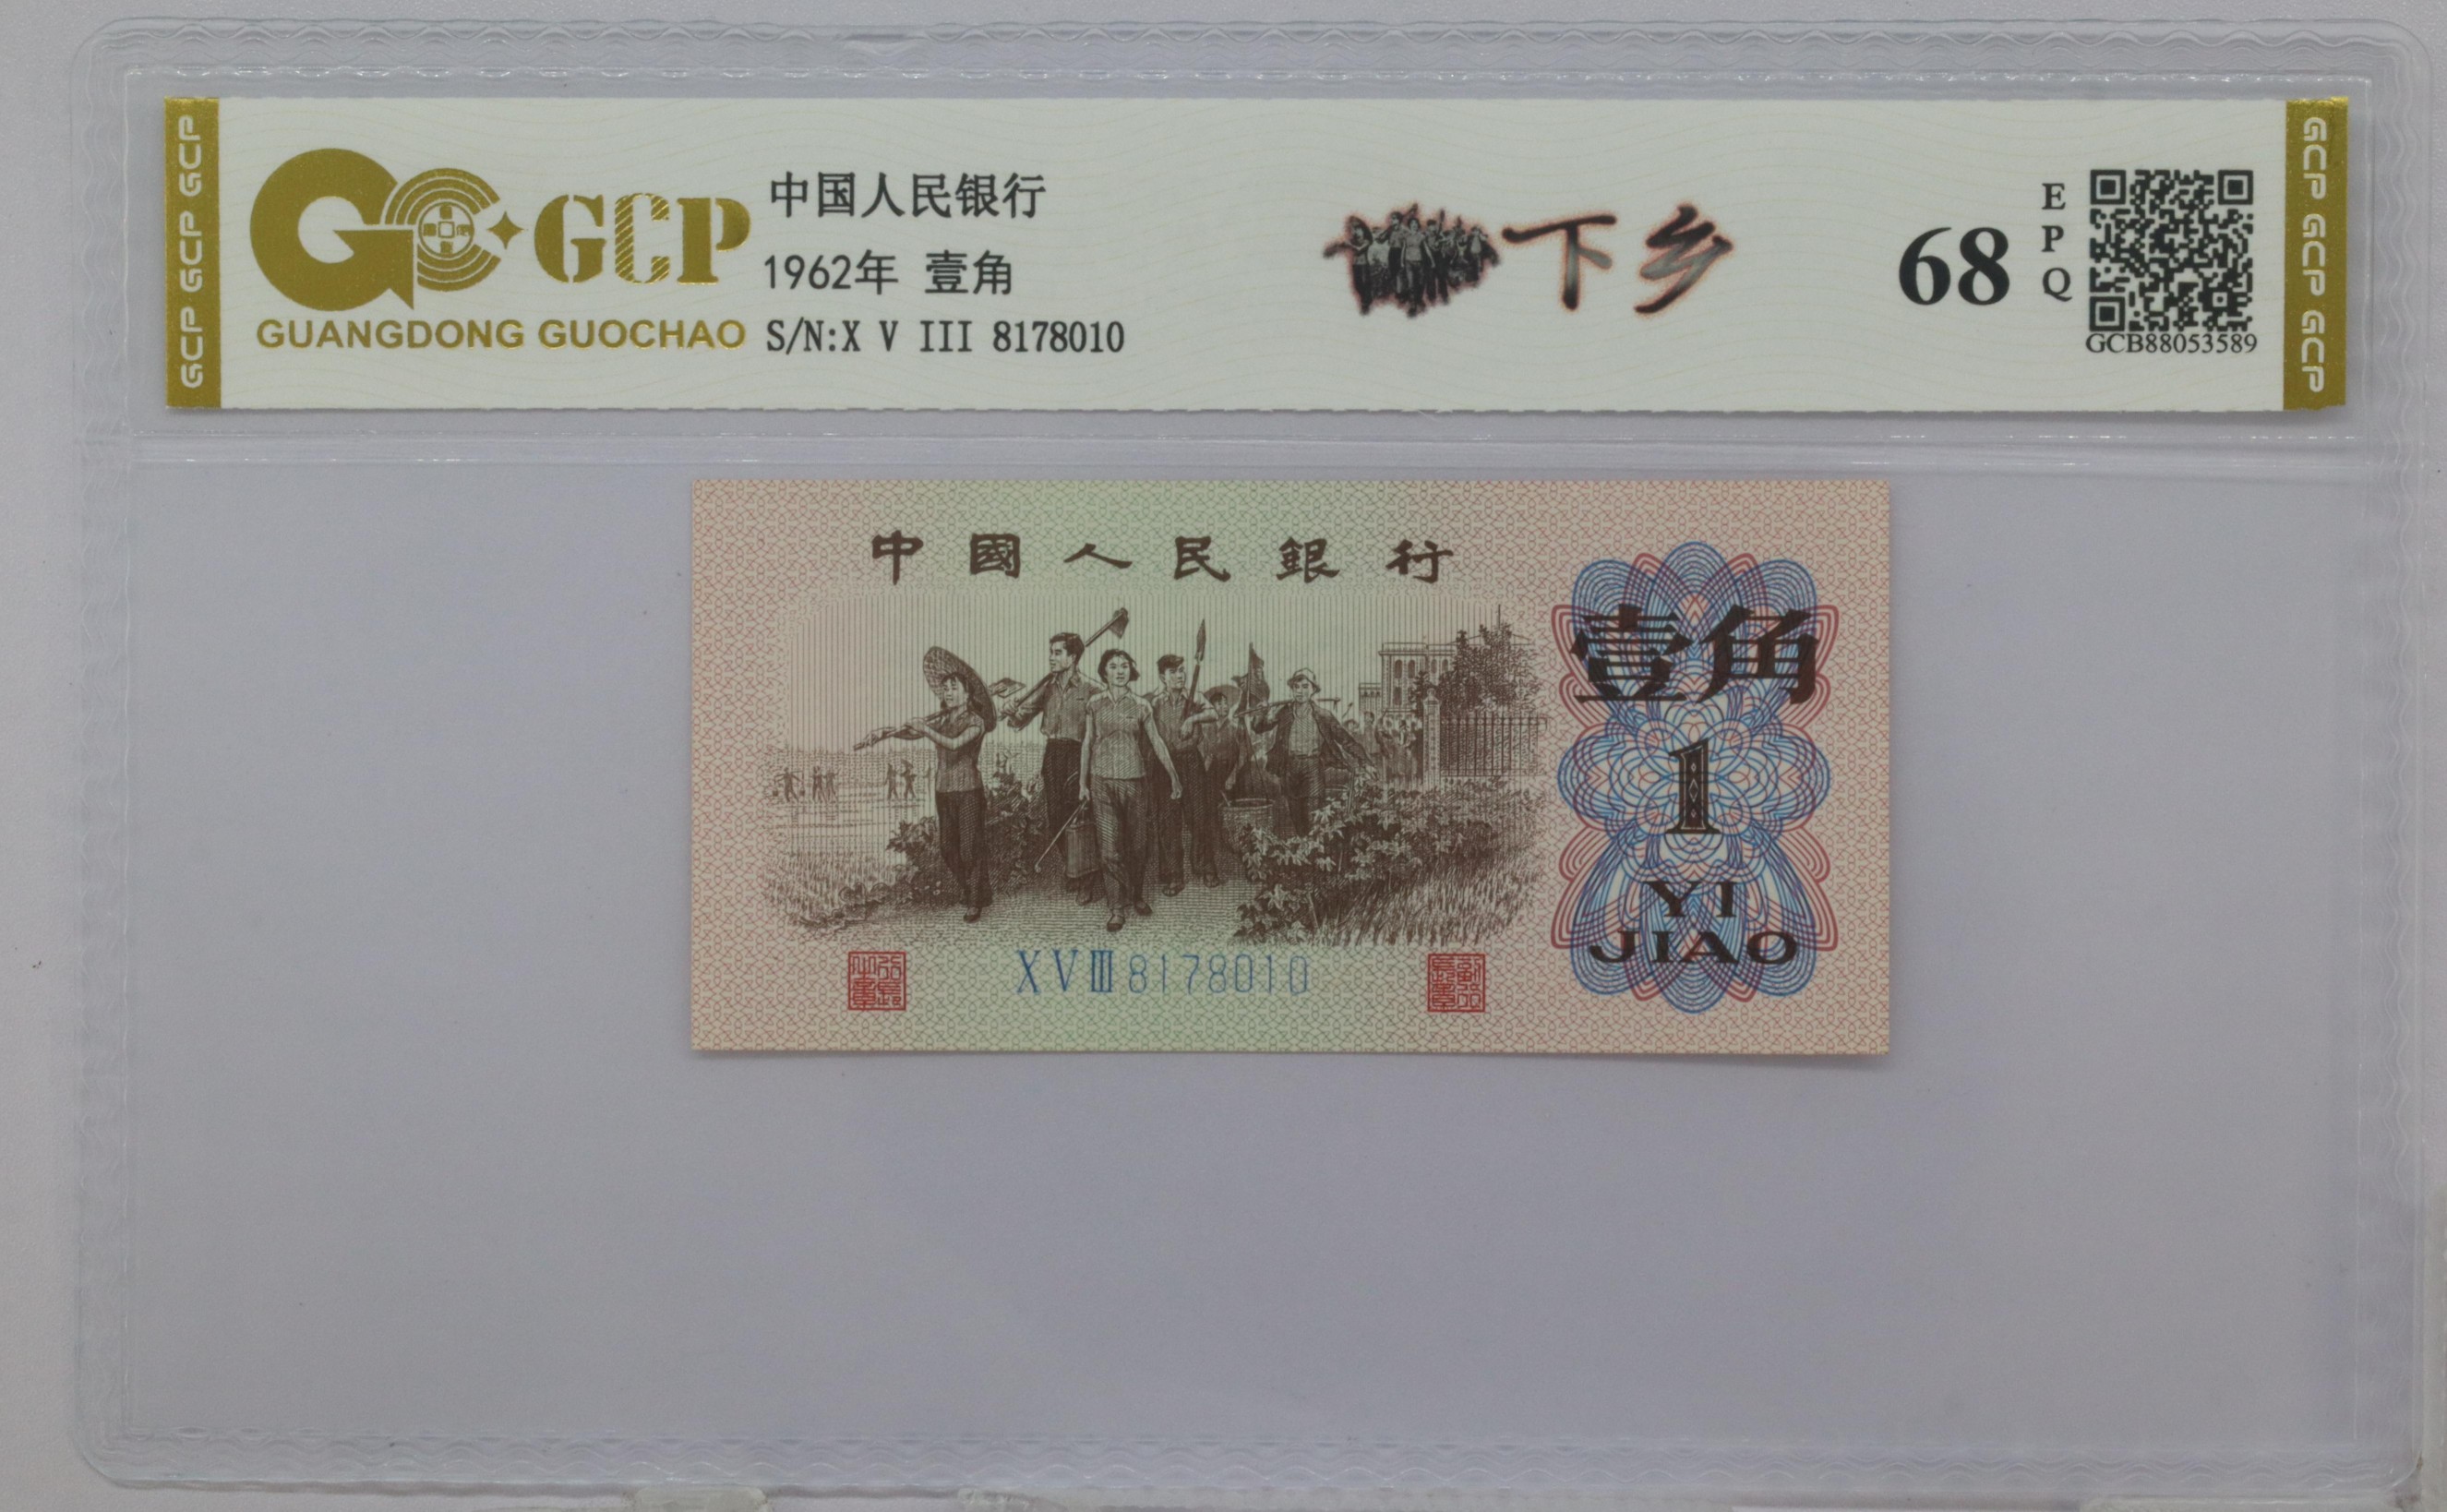 GCP GCP GCP
GCP
GUANGDONG GUOCHAO
中国人民银行
1962年 壹角
S/N:X V III 8178010
下乡
68
E
P
Q
GCB88053589
GCP GCP GCP
中國人民銀行
壹角
1
YI
JIAO
XVIII 8178010